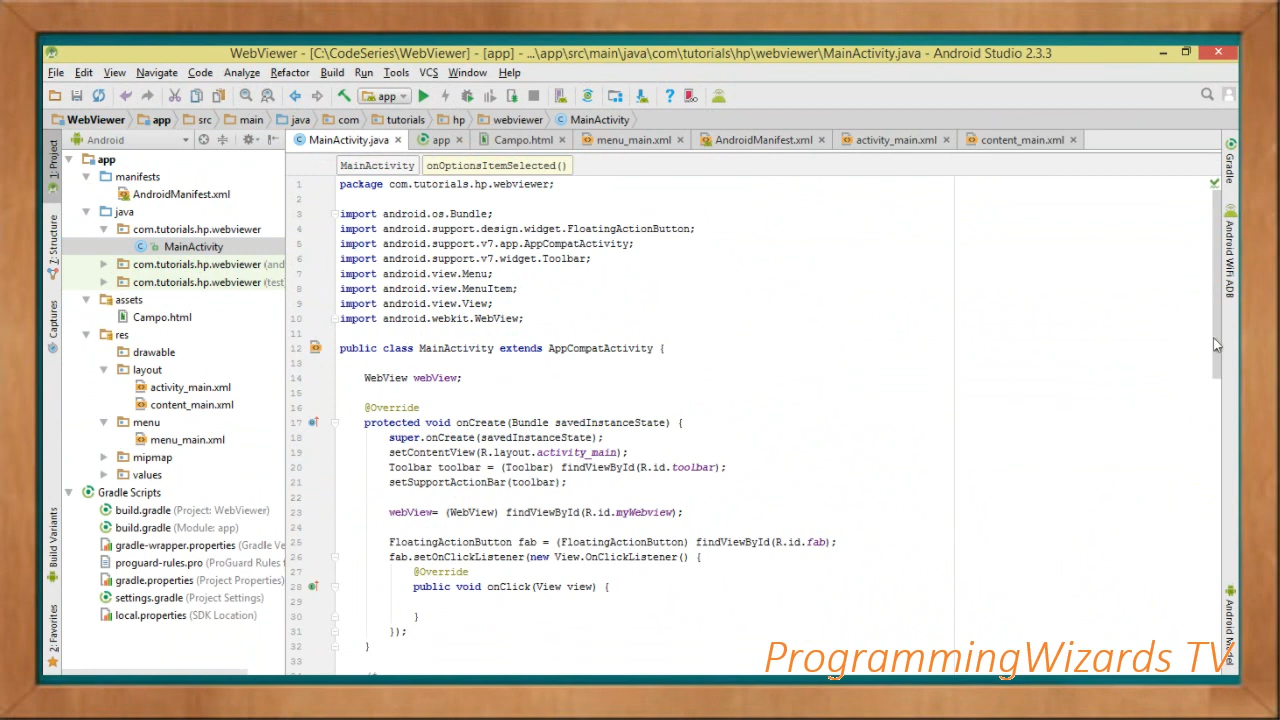 WebViewer - [C:\CodeSeries\WebViewer] - [app] - ...\app\src\main\java\com\tutorials\hp\webviewer\MainActivity.java - Android Studio 2.3.3
File Edit View Navigate Code Analyze Refactor Build Run Tools VCS Window Help
app
WebViewer app src main java com tutorials hp webviewer MainActivity
Android
MainActivity.java app Campo.html menu_main.xml AndroidManifest.xml activity_main.xml content_main.xml
MainActivity onOptionsItemSelected()
1: Project
Z: Structure
Captures
Build Variants
2: Favorites
app
manifests
AndroidManifest.xml
java
com.tutorials.hp.webviewer
MainActivity
com.tutorials.hp.webviewer (and
com.tutorials.hp.webviewer (test
assets
Campo.html
res
drawable
layout
activity_main.xml
content_main.xml
menu
menu_main.xml
mipmap
values
Gradle Scripts
build.gradle (Project: WebViewer)
build.gradle (Module: app)
gradle-wrapper.properties (Gradle Ve
proguard-rules.pro (ProGuard Rules f
gradle.properties (Project Properties)
settings.gradle (Project Settings)
local.properties (SDK Location)
1 package com.tutorials.hp.webviewer;
2
3 import android.os.Bundle;
4 import android.support.design.widget.FloatingActionButton;
5 import android.support.v7.app.AppCompatActivity;
6 import android.support.v7.widget.Toolbar;
7 import android.view.Menu;
8 import android.view.MenuItem;
9 import android.view.View;
10 import android.webkit.WebView;
11
12 public class MainActivity extends AppCompatActivity {
13
14 WebView webView;
15
16 @Override
17 protected void onCreate(Bundle savedInstanceState) {
18 super.onCreate(savedInstanceState);
19 setContentView(R.layout.activity_main);
20 Toolbar toolbar = (Toolbar) findViewById(R.id.toolbar);
21 setSupportActionBar(toolbar);
22
23 webView= (WebView) findViewById(R.id.myWebview);
24
25 FloatingActionButton fab = (FloatingActionButton) findViewById(R.id.fab);
26 fab.setOnClickListener(new View.OnClickListener() {
27 @Override
28 public void onClick(View view) {
29
30 }
31 });
32 }
33
Gradle
Android WiFi ADB
Android Model
ProgrammingWizards TV